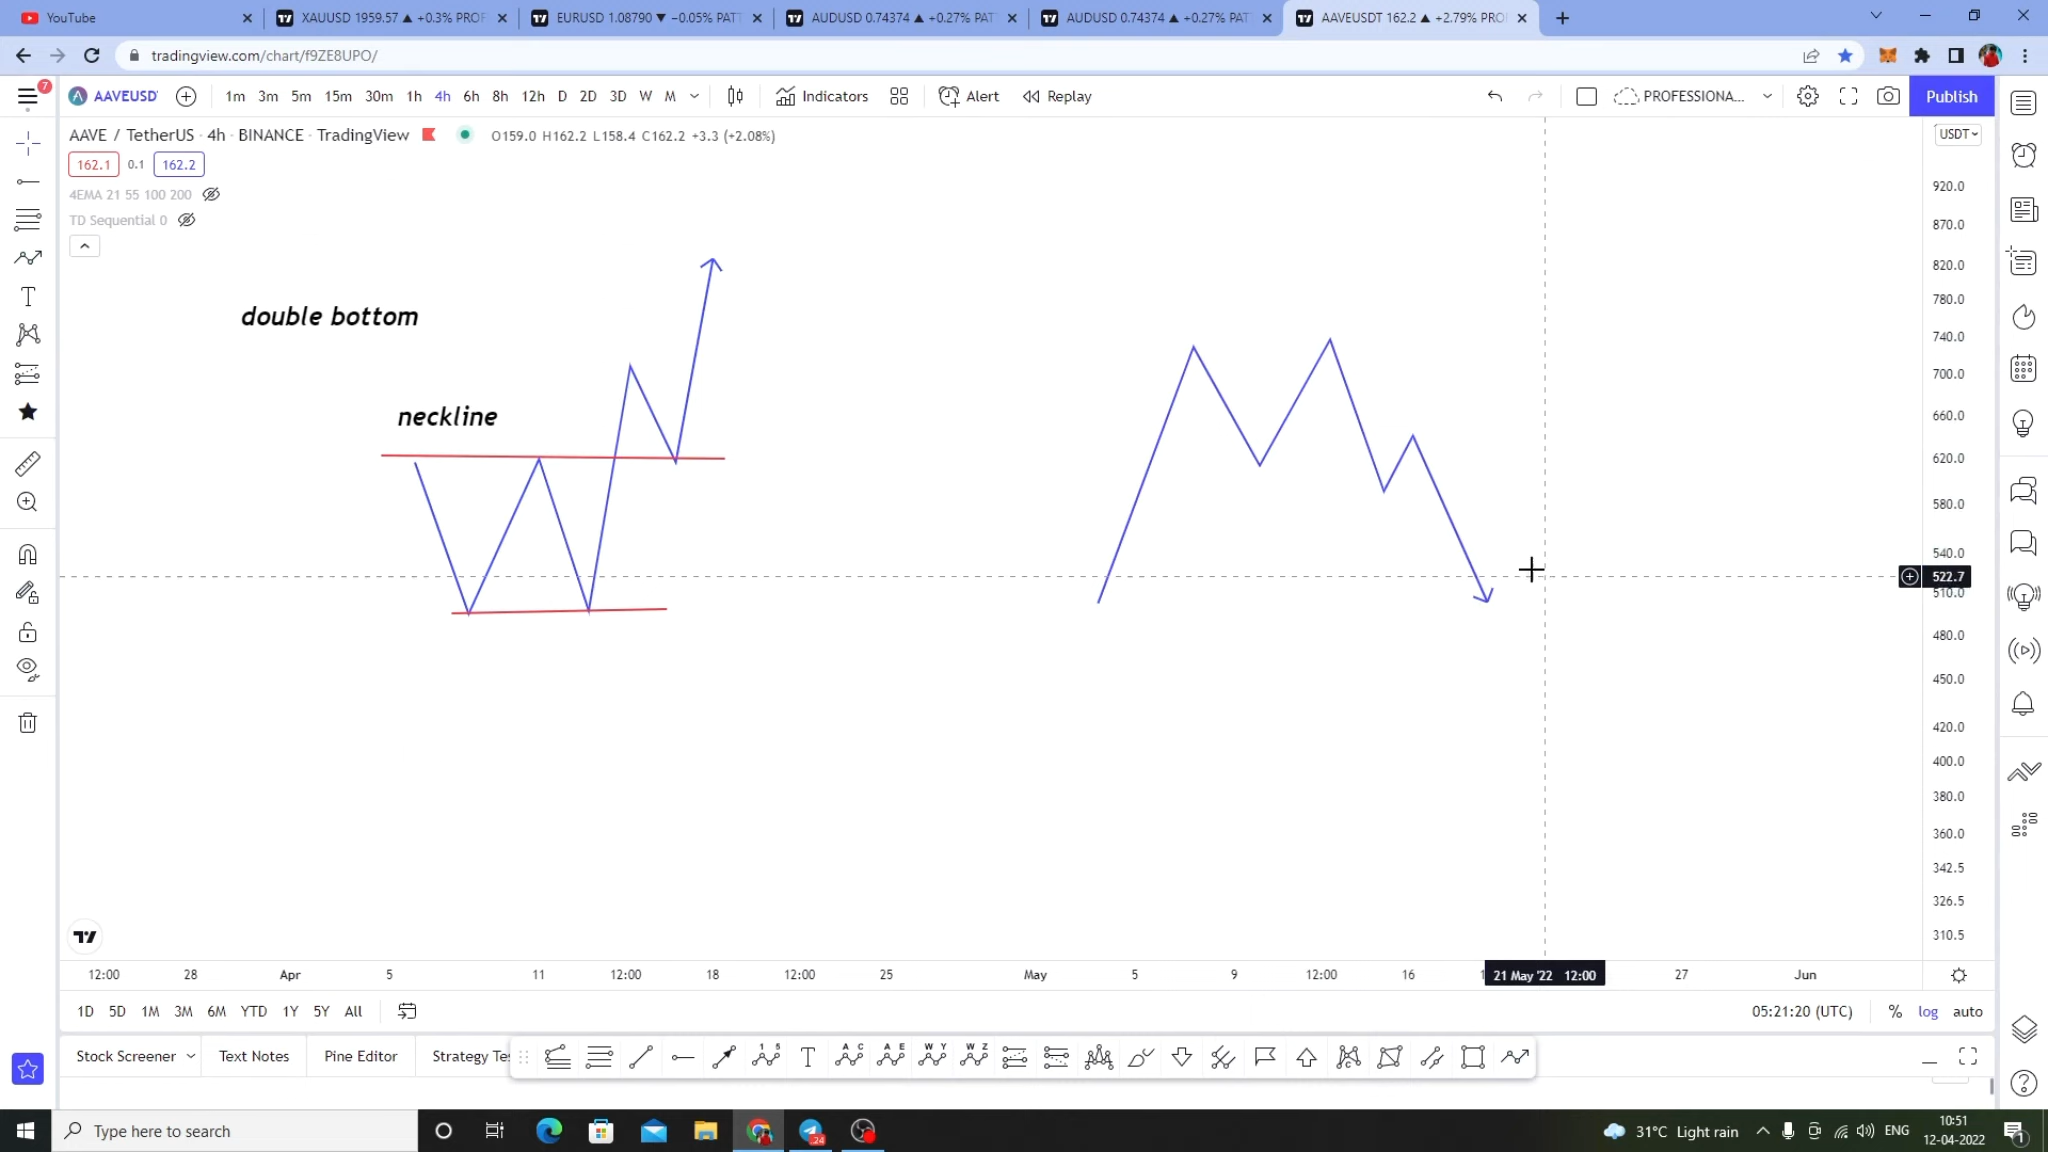 YouTube
XAUUSD 1959.57 ▲ +0.3% PROF
EURUSD 1.08790 ▼ −0.05% PATT
AUDUSD 0.74374 ▲ +0.27% PAT
AUDUSD 0.74374 ▲ +0.27% PAT
AAVEUSDT 162.2 ▲ +2.79% PRO
tradingview.com/chart/f9ZE8UPO/
7
AAVEUSD
1m 3m 5m 15m 30m 1h 4h 6h 8h 12h D 2D 3D W M
Indicators
Alert
Replay
PROFESSIONA...
Publish
AAVE / TetherUS · 4h · BINANCE · TradingView
O159.0 H162.2 L158.4 C162.2 +3.3 (+2.08%)
USDT
162.1 0.1 162.2
4EMA 21 55 100 200
TD Sequential 0
double bottom
neckline
920.0
870.0
820.0
780.0
740.0
700.0
660.0
620.0
580.0
540.0
522.7
510.0
480.0
450.0
420.0
400.0
380.0
360.0
342.5
326.5
310.5
12:00 28 Apr 5 11 12:00 18 12:00 25 May 5 9 12:00 16 21 May '22 12:00 27 Jun
1D 5D 1M 3M 6M YTD 1Y 5Y All
05:21:20 (UTC) % log auto
Stock Screener Text Notes Pine Editor Strategy Tes
Type here to search
24
31°C Light rain
ENG
10:51
12-04-2022
1